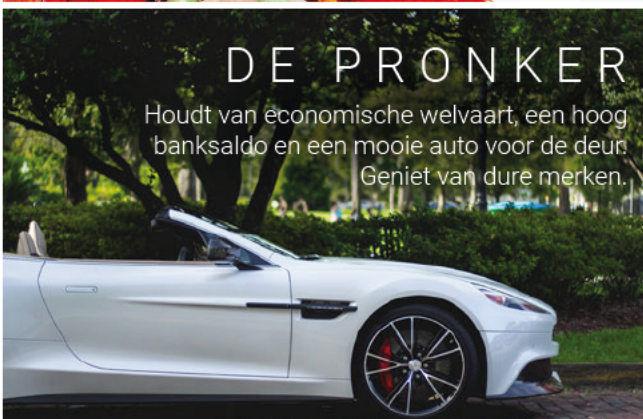 DE PRONKER
Houdt van economische welvaart, een hoog
banksaldo en een mooie auto voor de deur.
Geniet van dure merken.